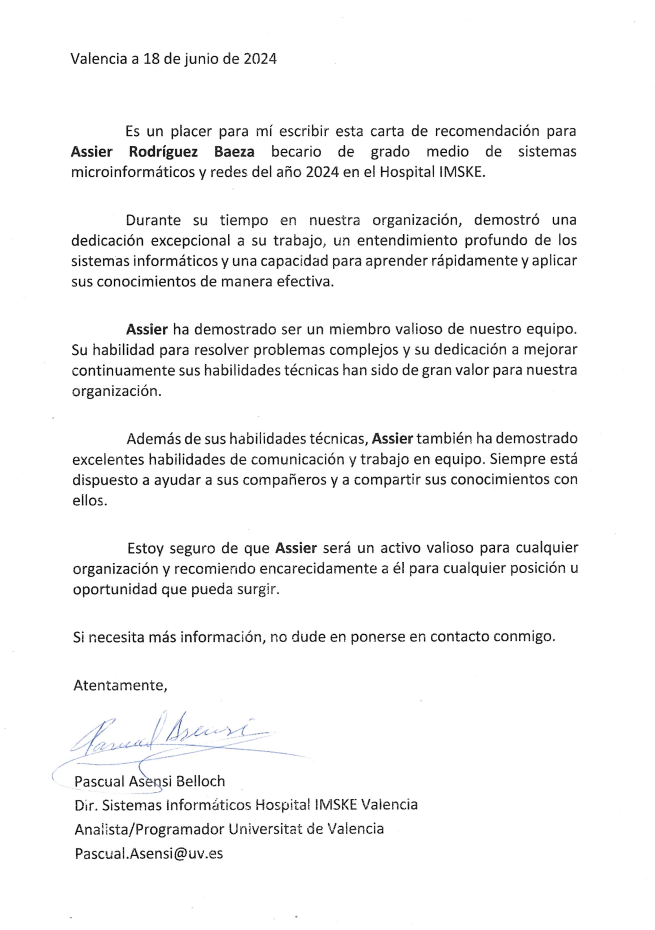 Valencia a 18 de junio de 2024
Es un placer para mí escribir esta carta de recomendación para
Assier Rodríguez Baeza becario de grado medio de sistemas
microinformáticos y redes del año 2024 en el Hospital IMSKE.
Durante su tiempo en nuestra organización, demostró una
dedicación excepcional a su trabajo, un entendimiento profundo de los
sistemas informáticos y una capacidad para aprender rápidamente y aplicar
sus conocimientos de manera efectiva.
Assier ha demostrado ser un miembro valioso de nuestro equipo.
Su habilidad para resolver problemas complejos y su dedicación a mejorar
continuamente sus habilidades técnicas han sido de gran valor para nuestra
organización.
Además de sus habilidades técnicas, Assier también ha demostrado
excelentes habilidades de comunicación y trabajo en equipo. Siempre está
dispuesto a ayudar a sus compañeros y a compartir sus conocimientos con
ellos.
Estoy seguro de que Assier será un activo valioso para cualquier
organización y recomiendo encarecidamente a él para cualquier posición u
oportunidad que pueda surgir.
Si necesita más información, no dude en ponerse en contacto conmigo.
Atentamente,
Pascual Asensi
Pascual Asensi Belloch
Dir. Sistemas Informáticos Hospital IMSKE Valencia
Analista/Programador Universitat de Valencia
Pascual.Asensi@uv.es